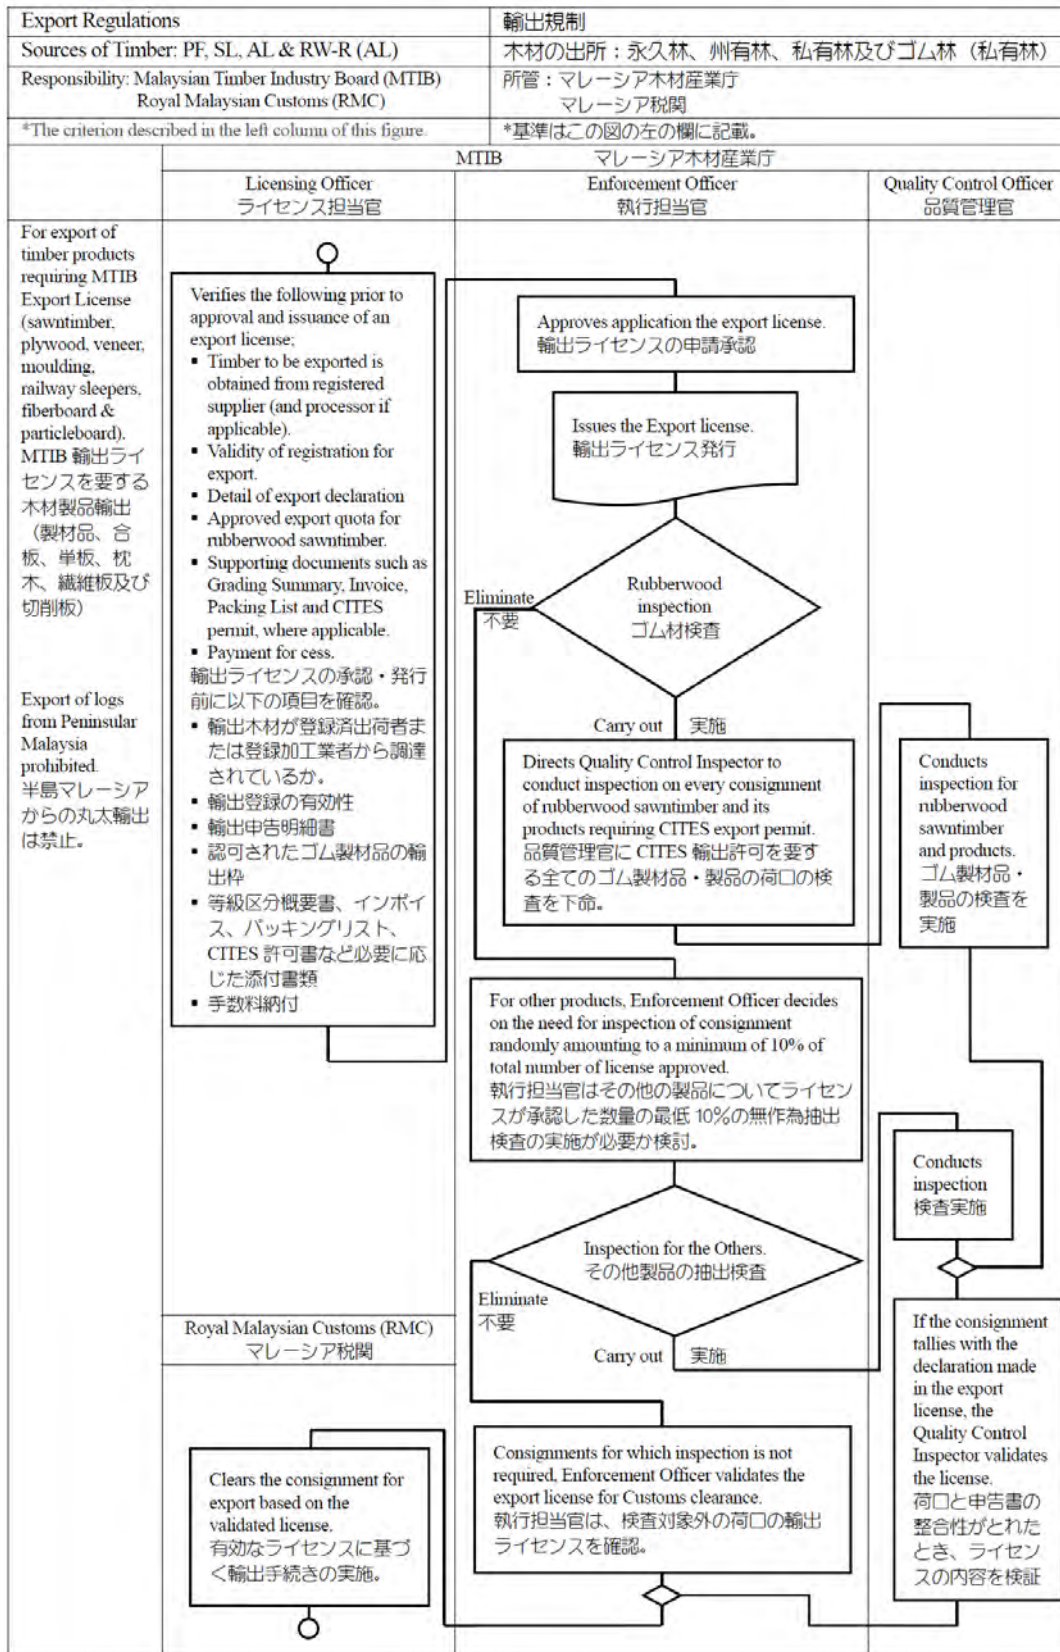 Export Regulations
輸出規制
Sources of Timber: PF, SL, AL & RW-R (AL)
木材の出所：永久林、州有林、私有林及びゴム林（私有林）
Responsibility: Malaysian Timber Industry Board (MTIB)
Royal Malaysian Customs (RMC)
所管：マレーシア木材産業庁
マレーシア税関
*The criterion described in the left column of this figure.
*基準はこの図の左の欄に記載。
MTIB マレーシア木材産業庁
Licensing Officer
ライセンス担当官
Enforcement Officer
執行担当官
Quality Control Officer
品質管理官
For export of
timber products
requiring MTIB
Export License
(sawntimber,
plywood, veneer,
moulding,
railway sleepers,
fiberboard &
particleboard).
MTIB 輸出ライ
センスを要する
木材製品輸出
（製材品、合
板、単板、枕
木、繊維板及び
切削板）
Export of logs
from Peninsular
Malaysia
prohibited.
半島マレーシア
からの丸太輸出
は禁止。
Verifies the following prior to
approval and issuance of an
export license;
▪ Timber to be exported is
obtained from registered
supplier (and processor if
applicable).
▪ Validity of registration for
export.
▪ Detail of export declaration
▪ Approved export quota for
rubberwood sawntimber.
▪ Supporting documents such as
Grading Summary, Invoice,
Packing List and CITES
permit, where applicable.
▪ Payment for cess.
輸出ライセンスの承認・発行
前に以下の項目を確認。
▪ 輸出木材が登録済出荷者ま
たは登録加工業者から調達
されているか。
▪ 輸出登録の有効性
▪ 輸出申告明細書
▪ 認可されたゴム製材品の輸
出枠
▪ 等級区分概要書、インボイ
ス、パッキングリスト、
CITES 許可書など必要に応
じた添付書類
▪ 手数料納付
Approves application the export license.
輸出ライセンスの申請承認
Issues the Export license.
輸出ライセンス発行
Rubberwood
inspection
ゴム材検査
Eliminate
不要
Carry out 実施
Directs Quality Control Inspector to
conduct inspection on every consignment
of rubberwood sawntimber and its
products requiring CITES export permit.
品質管理官に CITES 輸出許可を要す
る全てのゴム製材品・製品の荷口の検
査を下命。
Conducts
inspection for
rubberwood
sawntimber
and products.
ゴム製材品・
製品の検査を
実施
For other products, Enforcement Officer decides
on the need for inspection of consignment
randomly amounting to a minimum of 10% of
total number of license approved.
執行担当官はその他の製品についてライセン
スが承認した数量の最低 10％の無作為抽出
検査の実施が必要か検討。
Conducts
inspection
検査実施
Inspection for the Others.
その他製品の抽出検査
Eliminate
不要
Carry out 実施
If the consignment
tallies with the
declaration made
in the export
license, the
Quality Control
Inspector validates
the license.
荷口と申告書の
整合性がとれた
とき、ライセン
スの内容を検証
Royal Malaysian Customs (RMC)
マレーシア税関
Consignments for which inspection is not
required, Enforcement Officer validates the
export license for Customs clearance.
執行担当官は、検査対象外の荷口の輸出
ライセンスを確認。
Clears the consignment for
export based on the
validated license.
有効なライセンスに基づ
く輸出手続きの実施。